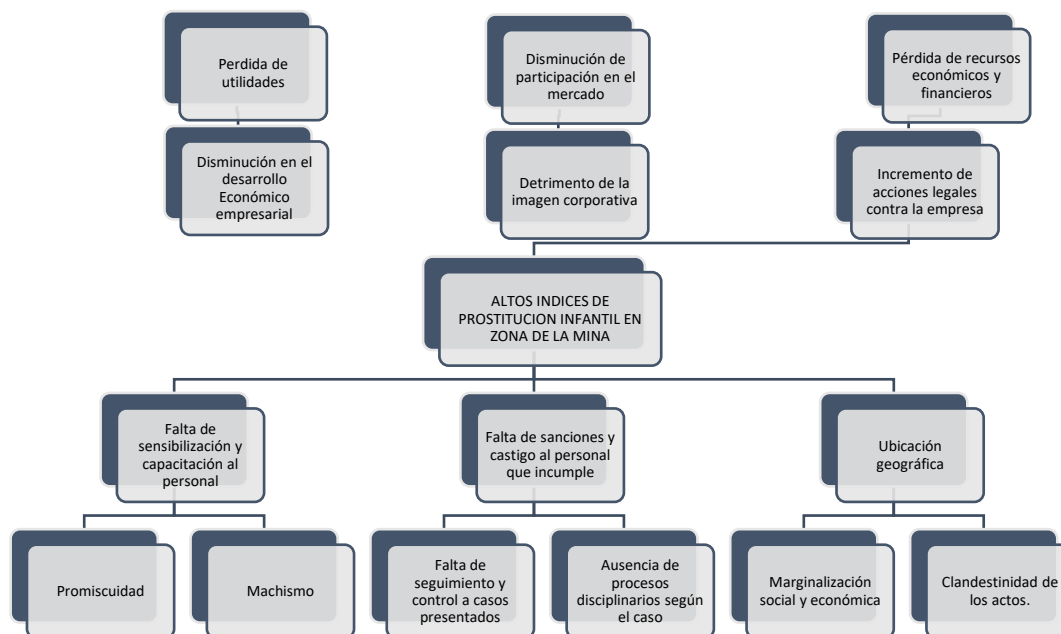 Perdida de
utilidades
Disminución de
participación en el
mercado
Pérdida de recursos
económicos y
financieros
Disminución en el
desarrollo
Económico
empresarial
Detrimento de la
imagen corporativa
Incremento de
acciones legales
contra la empresa
ALTOS INDICES DE
PROSTITUCION INFANTIL EN
ZONA DE LA MINA
Falta de
sensibilización y
capacitación al
personal
Falta de sanciones y
castigo al personal
que incumple
Ubicación
geográfica
Promiscuidad
Machismo
Falta de
seguimiento y
control a casos
presentados
Ausencia de
procesos
disciplinarios según
el caso
Marginalización
social y económica
Clandestinidad de
los actos.